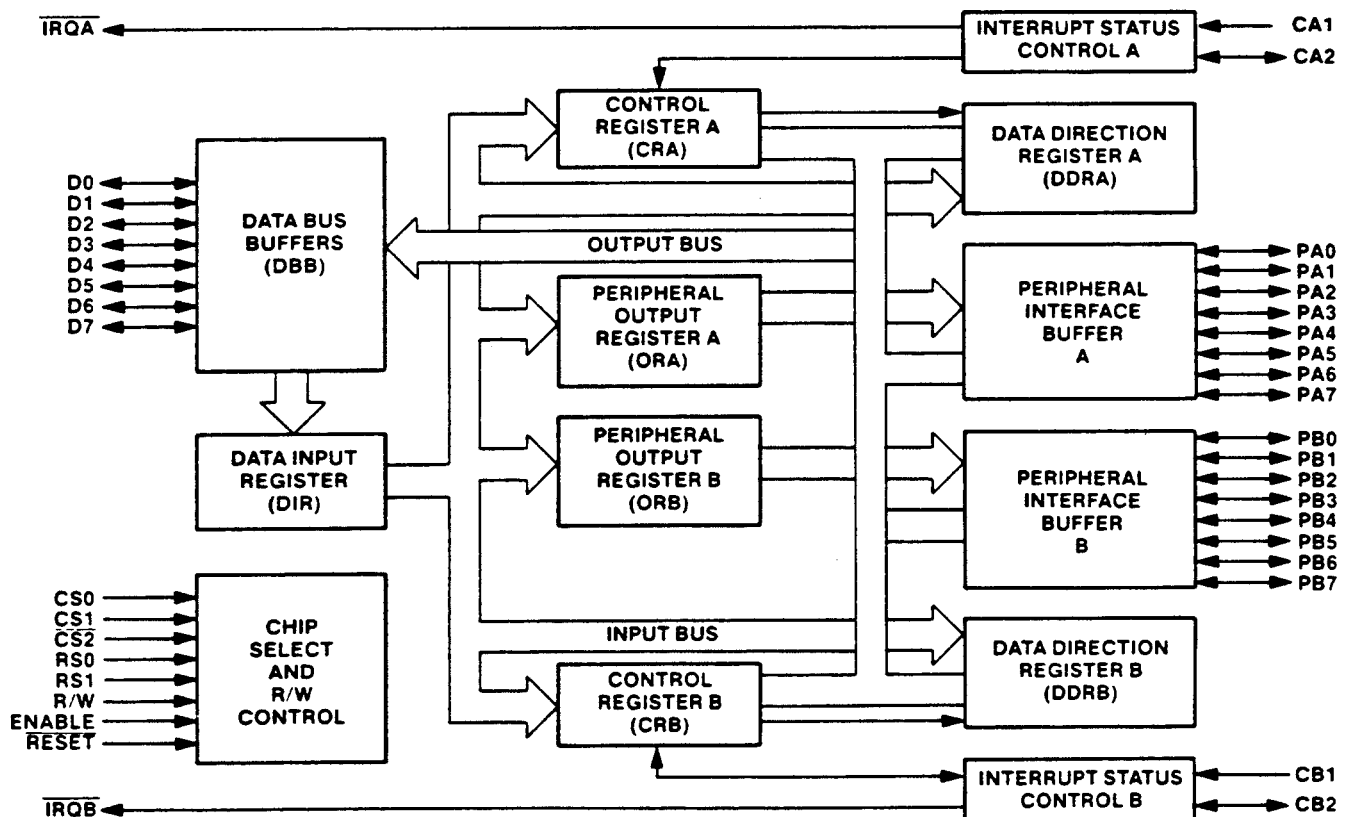 IRQA
INTERRUPT STATUS
CONTROL A
CA1
CA2
CONTROL
REGISTER A
(CRA)
DATA DIRECTION
REGISTER A
(DDRA)
D0
D1
D2
D3
D4
D5
D6
D7
DATA BUS
BUFFERS
(DBB)
OUTPUT BUS
PERIPHERAL
OUTPUT
REGISTER A
(ORA)
PERIPHERAL
INTERFACE
BUFFER
A
PA0
PA1
PA2
PA3
PA4
PA5
PA6
PA7
DATA INPUT
REGISTER
(DIR)
PERIPHERAL
OUTPUT
REGISTER B
(ORB)
PERIPHERAL
INTERFACE
BUFFER
B
PB0
PB1
PB2
PB3
PB4
PB5
PB6
PB7
CS0
CS1
CS2
RS0
RS1
R/W
ENABLE
RESET
CHIP
SELECT
AND
R/W
CONTROL
INPUT BUS
CONTROL
REGISTER B
(CRB)
DATA DIRECTION
REGISTER B
(DDRB)
IRQB
INTERRUPT STATUS
CONTROL B
CB1
CB2